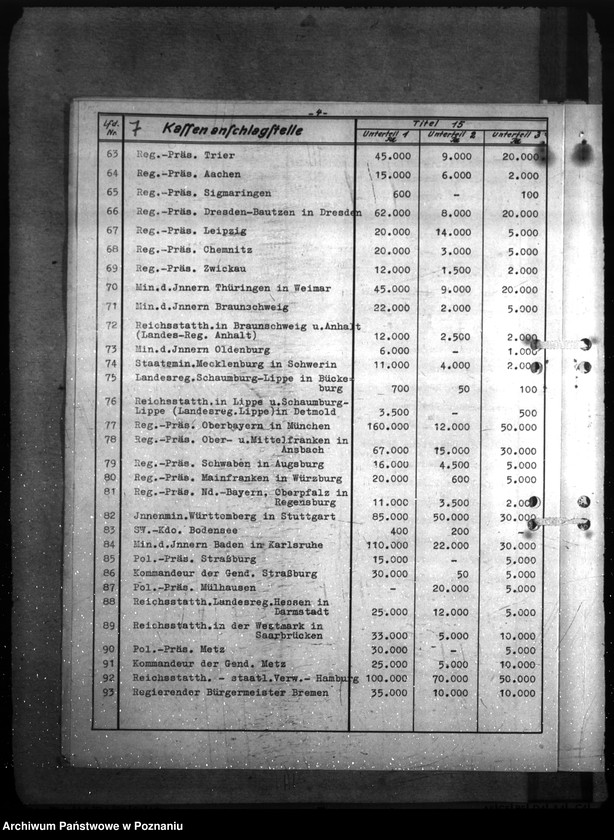 -4-
Lfd. Nr. 7 Kassenanschlagstelle Titel 15
Unterteil 1 Unterteil 2 Unterteil 3
63 Reg.-Präs. Trier 45.000 9.000 20.000
64 Reg.-Präs. Aachen 15.000 6.000 2.000
65 Reg.-Präs. Sigmaringen 600 - 100
66 Reg.-Präs. Dresden-Bautzen in Dresden 62.000 8.000 20.000
67 Reg.-Präs. Leipzig 20.000 14.000 5.000
68 Reg.-Präs. Chemnitz 20.000 3.000 5.000
69 Reg.-Präs. Zwickau 12.000 1.500 2.000
70 Min.d.Jnnern Thüringen in Weimar 45.000 9.000 20.000
71 Min.d.Jnnern Braunschweig 22.000 2.000 5.000
72 Reichsstatth.in Braunschweig u.Anhalt
(Landes-Reg. Anhalt) 12.000 2.500 2.000
73 Min.d.Jnnern Oldenburg 6.000 - 1.000
74 Staatsmin.Mecklenburg in Schwerin 11.000 4.000 2.000
75 Landesreg.Schaumburg-Lippe in Bücke-
burg 700 50 100
76 Reichsstatth.in Lippe u.Schaumburg-
Lippe (Landesreg.Lippe)in Detmold 3.500 - 500
77 Reg.-Präs. Oberbayern in München 160.000 12.000 50.000
78 Reg.-Präs. Ober- u.Mittelfranken in
Ansbach 67.000 15.000 30.000
79 Reg.-Präs. Schwaben in Augsburg 16.000 4.500 5.000
80 Reg.-Präs. Mainfranken in Würzburg 20.000 600 5.000
81 Reg.-Präs. Nd.-Bayern, Oberpfalz in
Regensburg 11.000 3.500 2.000
82 Jnnenmin.Württemberg in Stuttgart 85.000 50.000 30.000
83 SW.-Kdo. Bodensee 400 200 -
84 Min.d.Jnnern Baden in Karlsruhe 110.000 22.000 30.000
85 Pol.-Präs. Straßburg 15.000 - 5.000
86 Kommandeur der Gend. Straßburg 30.000 50 5.000
87 Pol.-Präs. Mülhausen - 20.000 5.000
88 Reichsstatth.Landesreg.Hessen in
Darmstadt 25.000 12.000 5.000
89 Reichsstatth.in der Westmark in
Saarbrücken 33.000 5.000 10.000
90 Pol.-Präs. Metz 30.000 - 5.000
91 Kommandeur der Gend. Metz 25.000 5.000 10.000
92 Reichsstatth. - staatl.Verw.- Hamburg 100.000 70.000 50.000
93 Regierender Bürgermeister Bremen 35.000 10.000 10.000
Archiwum Państwowe w Poznaniu